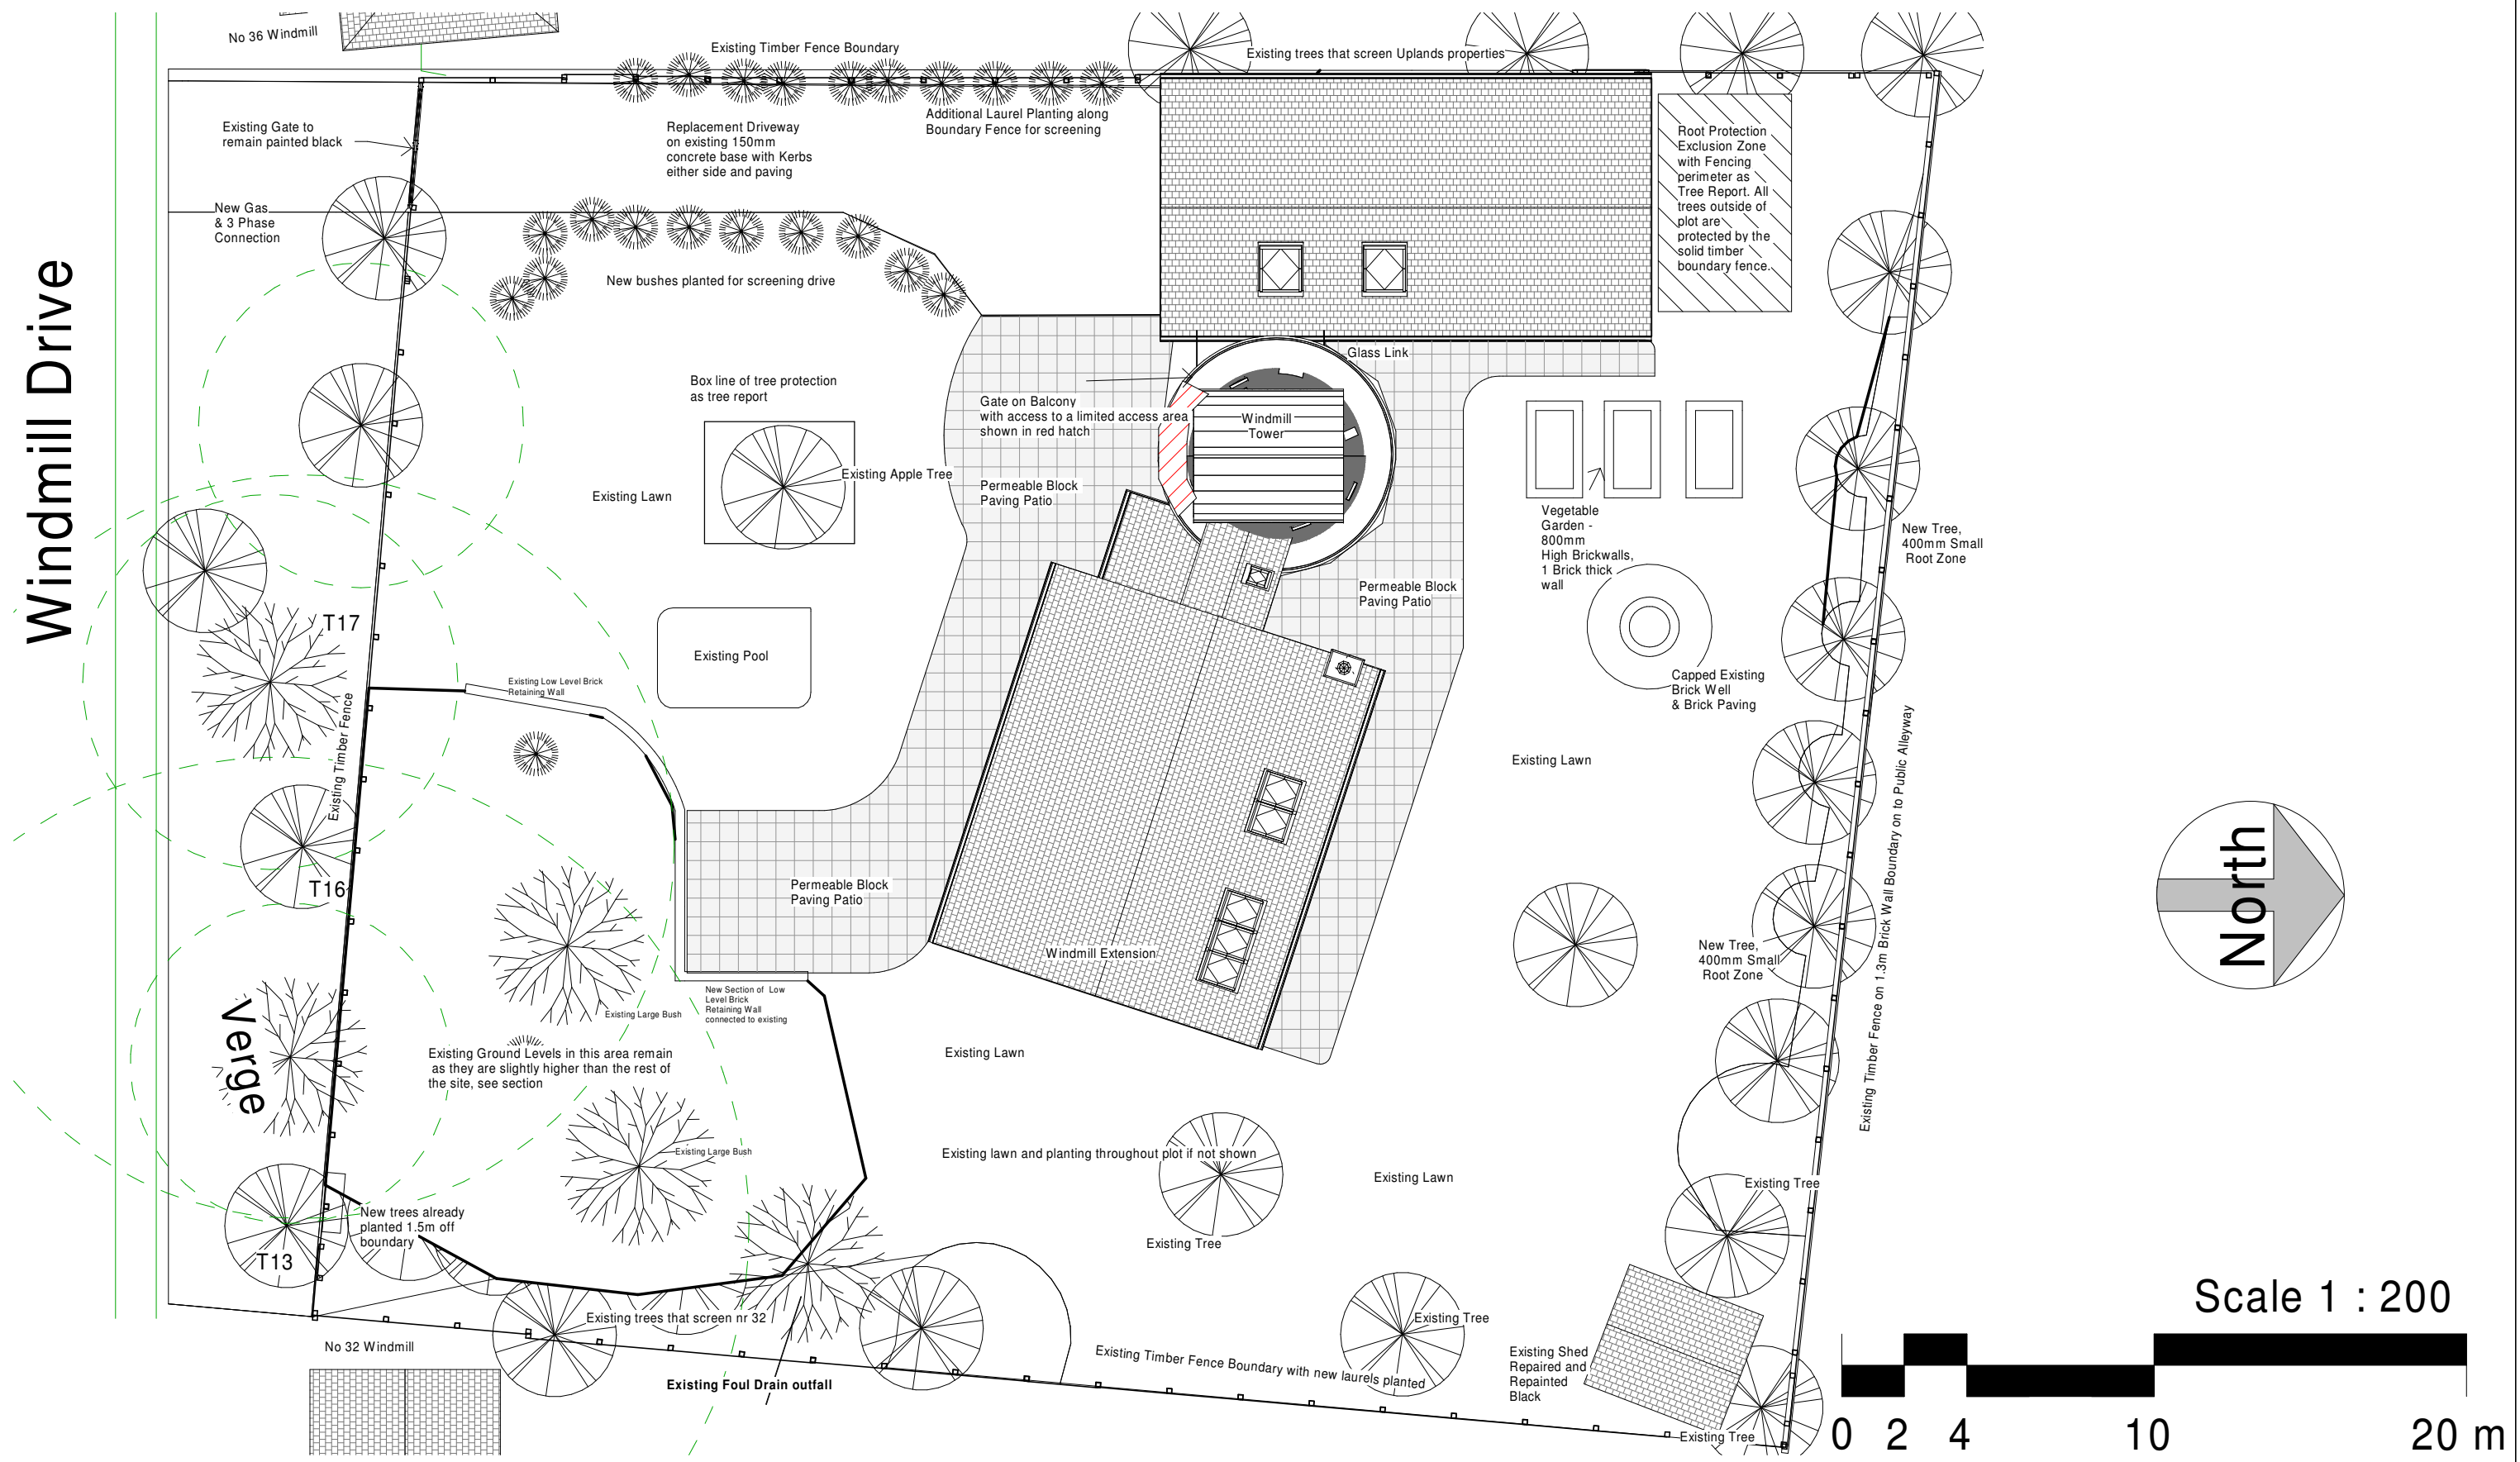 No 36 Windmill
Existing Timber Fence Boundary
Existing trees that screen Uplands properties
Existing Gate to
remain painted black
Replacement Driveway
on existing 150mm
concrete base with Kerbs
either side and paving
Additional Laurel Planting along
Boundary Fence for screening
Root Protection
Exclusion Zone
with Fencing
perimeter as
Tree Report. All
trees outside of
plot are
protected by the
solid timber
boundary fence.
New Gas
& 3 Phase
Connection
New bushes planted for screening drive
Windmill Drive
Glass Link
Box line of tree protection
as tree report
Gate on Balcony
with access to a limited access area
shown in red hatch
Windmill
Tower
Existing Apple Tree
Existing Lawn
Permeable Block
Paving Patio
Vegetable
Garden -
800mm
High Brickwalls,
1 Brick thick
wall
New Tree,
400mm Small
Root Zone
Permeable Block
Paving Patio
T17
Existing Pool
Existing Low Level Brick
Retaining Wall
Capped Existing
Brick Well
& Brick Paving
Existing Timber Fence
Existing Lawn
Existing Timber Fence on 1.3m Brick Wall Boundary on to Public Alleyway
North
T16
Permeable Block
Paving Patio
Windmill Extension
New Tree,
400mm Small
Root Zone
New Section of Low
Level Brick
Retaining Wall
connected to existing
Existing Large Bush
Verge
Existing Ground Levels in this area remain
as they are slightly higher than the rest of
the site, see section
Existing Lawn
Existing Large Bush
Existing lawn and planting throughout plot if not shown
Existing Lawn
Existing Tree
New trees already
planted 1.5m off
boundary
T13
Existing Tree
Existing trees that screen nr 32
Existing Tree
No 32 Windmill
Existing Timber Fence Boundary with new laurels planted
Existing Shed
Repaired and
Repainted
Black
Existing Foul Drain outfall
Existing Tree
Scale 1 : 200
0 2 4 10 20 m